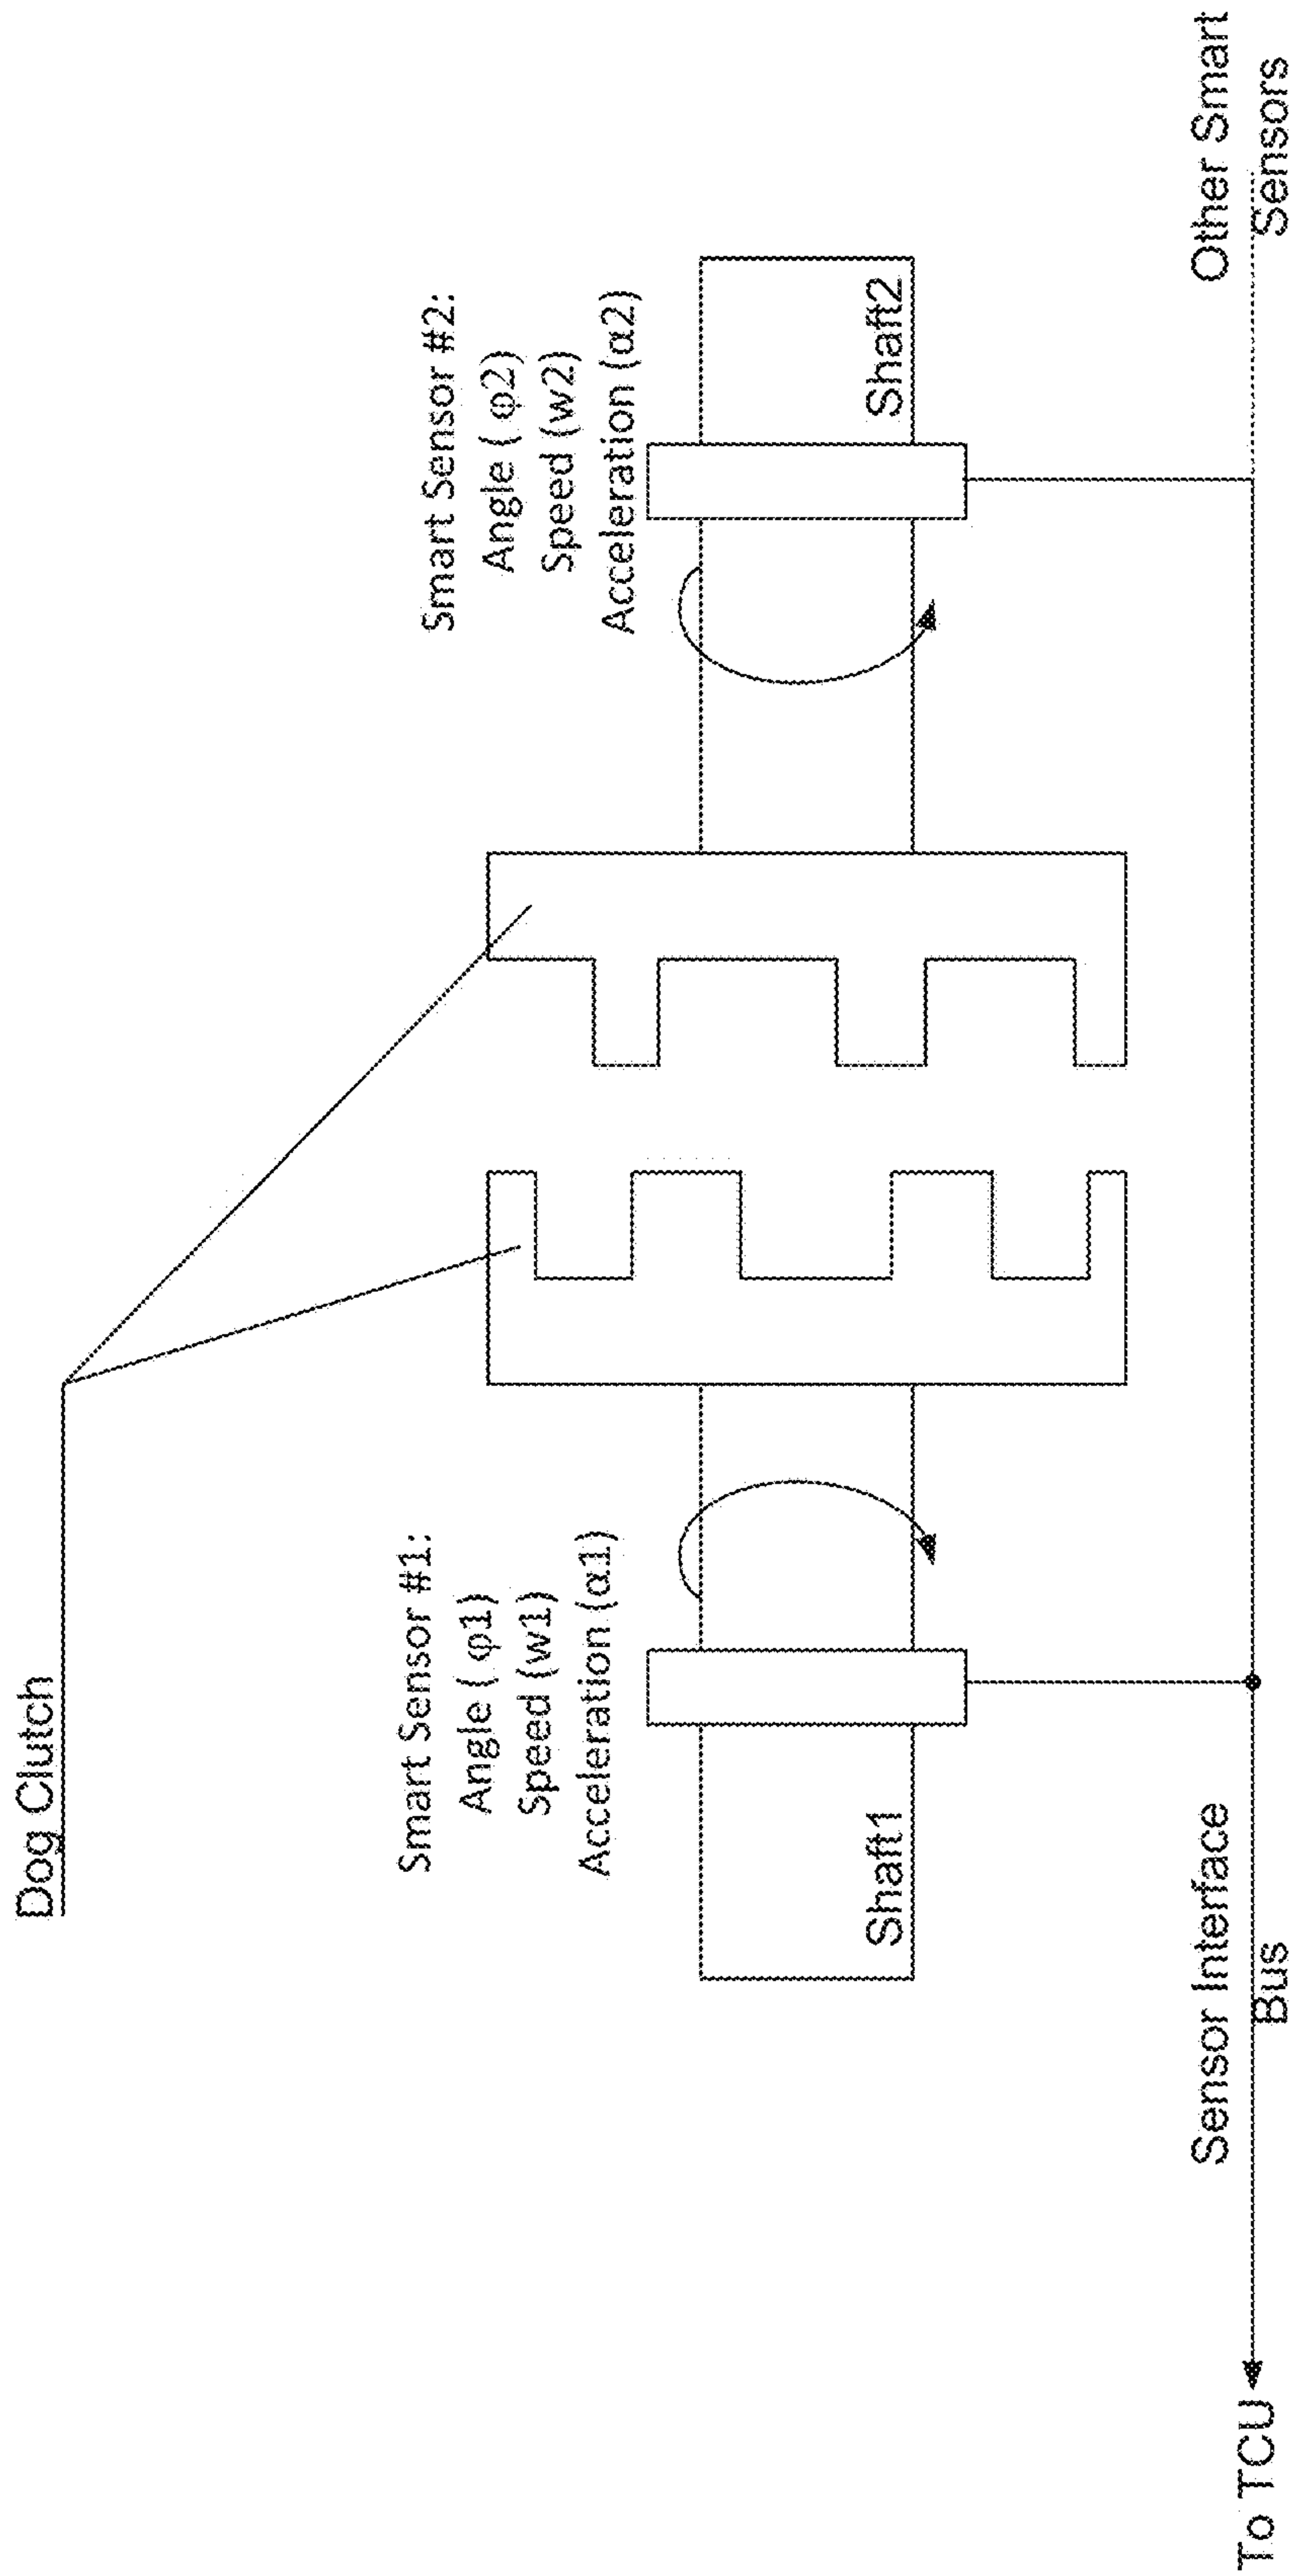 Dog Clutch
Smart Sensor #1:
Angle ( φ1)
Speed (w1)
Acceleration (α1)
Smart Sensor #2:
Angle ( φ2)
Speed (w2)
Acceleration (α2)
Shaft1
Shaft2
Sensor Interface
Bus
Other Smart
Sensors
To TCU